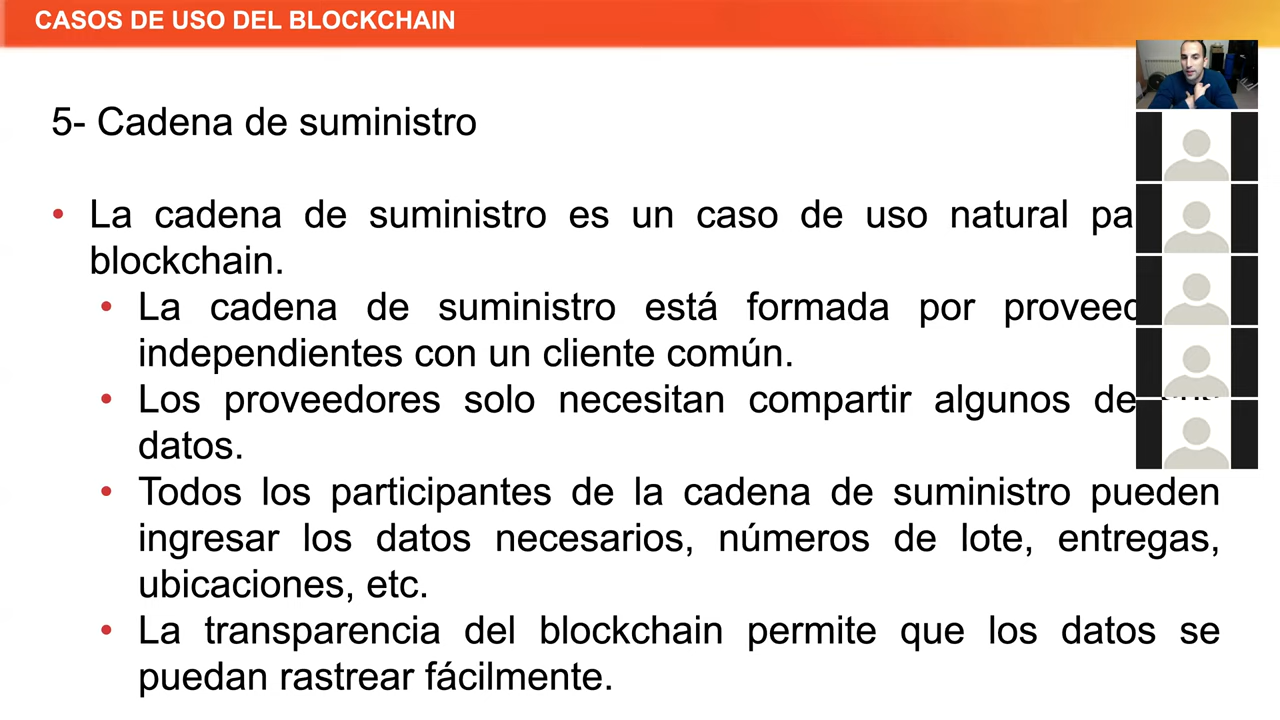 CASOS DE USO DEL BLOCKCHAIN
5- Cadena de suministro
• La cadena de suministro es un caso de uso natural
blockchain.
• La cadena de suministro está formada por
independientes con un cliente común.
• Los proveedores solo necesitan compartir algunos de
datos.
• Todos los participantes de la cadena de suministro pueden
ingresar los datos necesarios, números de lote, entregas,
ubicaciones, etc.
• La transparencia del blockchain permite que los datos se
puedan rastrear fácilmente.